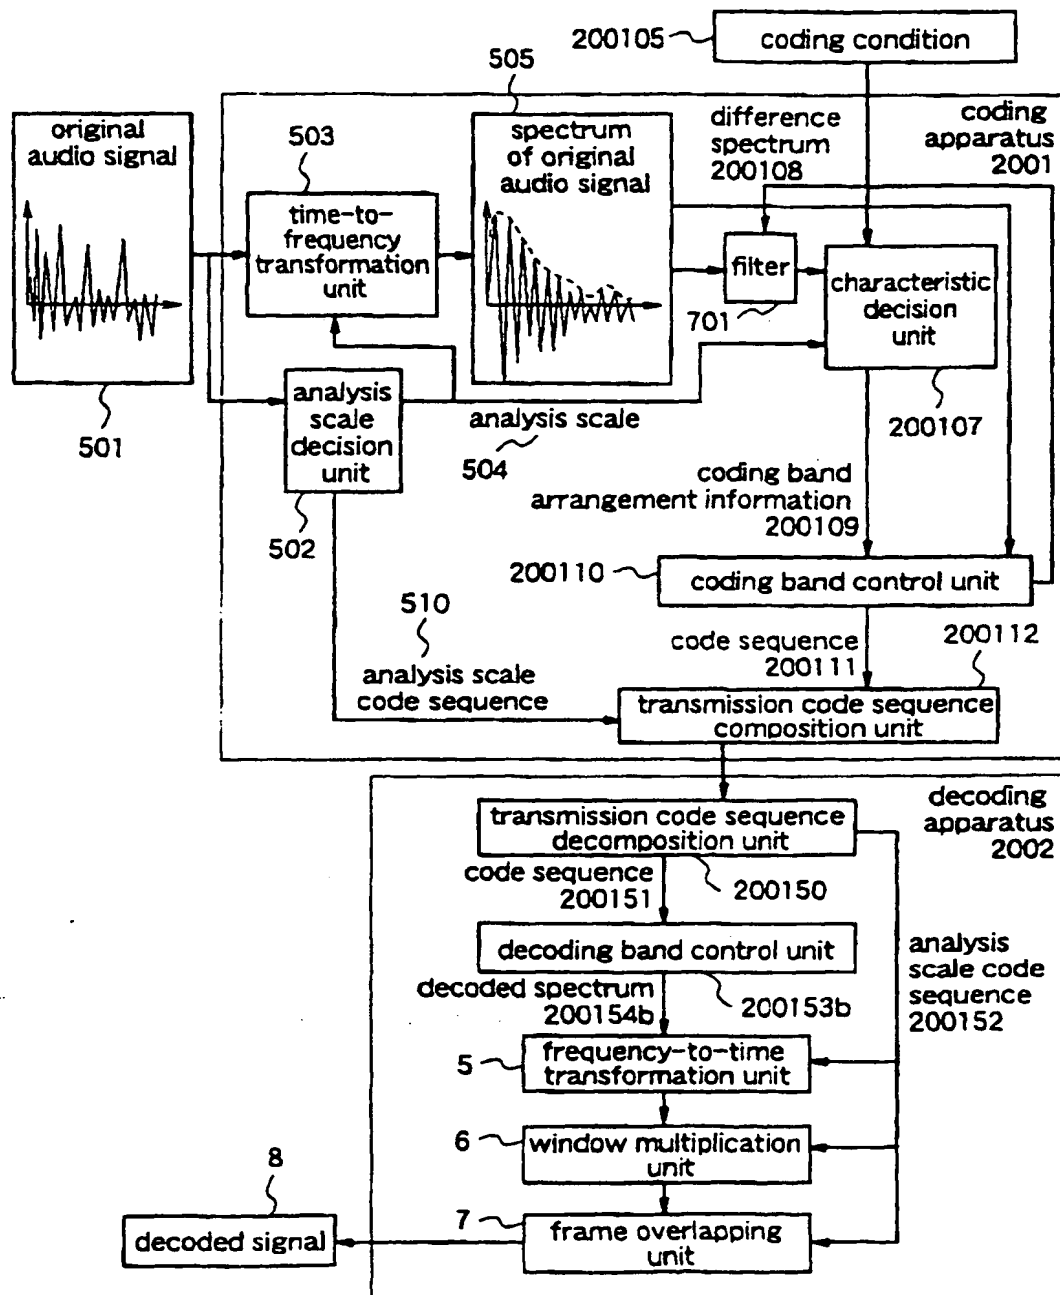 200105
coding condition
505
original
audio signal
503
spectrum
of original
audio signal
difference
spectrum
200108
coding
apparatus
2001
time-to-
frequency
transformation
unit
filter
701
characteristic
decision
unit
200107
501
analysis
scale
decision
unit
502
analysis scale
504
coding band
arrangement information
200109
200110
coding band control unit
510
analysis scale
code sequence
code sequence
200111
200112
transmission code sequence
composition unit
decoding
apparatus
2002
transmission code sequence
decomposition unit
code sequence
200151
200150
decoding band control unit
analysis
scale code
sequence
200152
decoded spectrum
200154b
200153b
5
frequency-to-time
transformation unit
6
window multiplication
unit
7
frame overlapping
unit
8
decoded signal